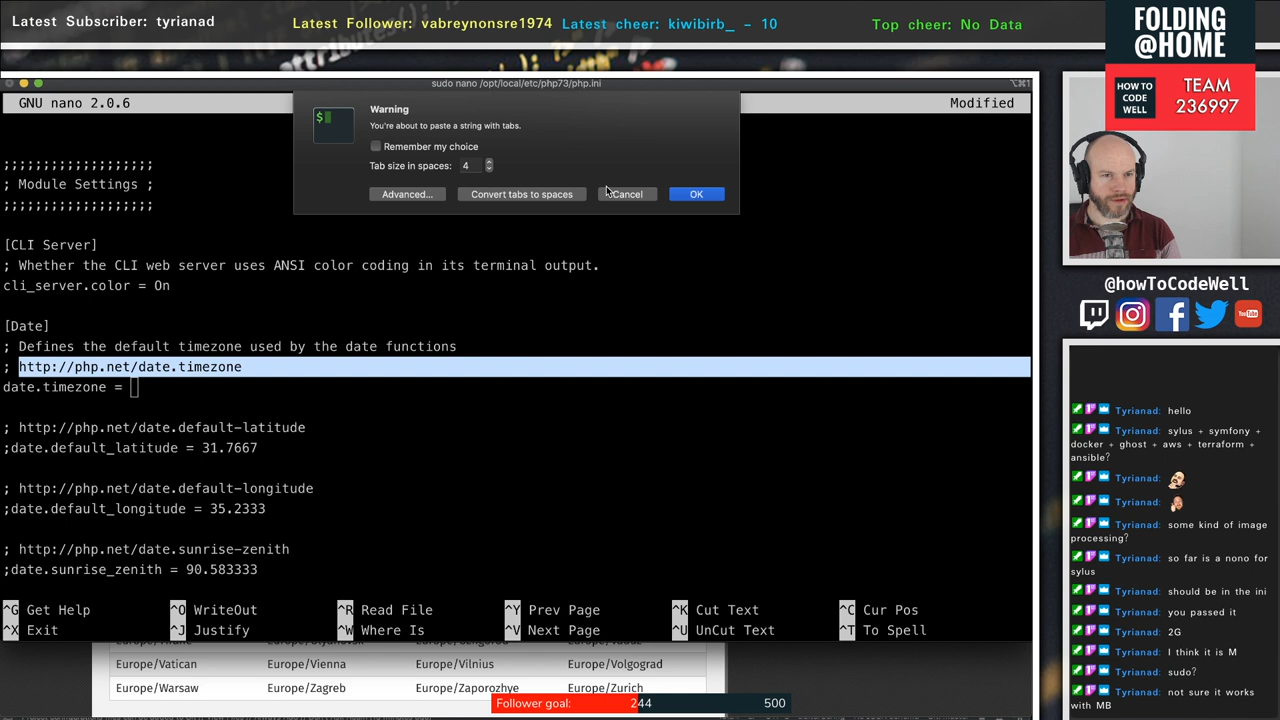 Latest Subscriber: tyrianad
Latest Follower: vabreynonsre1974
Latest cheer: kiwibirb_ - 10
Top cheer: No Data
FOLDING
@HOME
HOW TO
CODE
WELL
TEAM
236997
sudo nano /opt/local/etc/php73/php.ini
⌥⌘1
GNU nano 2.0.6
Modified
Warning
You're about to paste a string with tabs.
Remember my choice
Tab size in spaces: 4
Advanced...
Convert tabs to spaces
Cancel
OK
;;;;;;;;;;;;;;;;;;;
; Module Settings ;
;;;;;;;;;;;;;;;;;;;
[CLI Server]
; Whether the CLI web server uses ANSI color coding in its terminal output.
cli_server.color = On
[Date]
; Defines the default timezone used by the date functions
; http://php.net/date.timezone
date.timezone =
; http://php.net/date.default-latitude
;date.default_latitude = 31.7667
; http://php.net/date.default-longitude
;date.default_longitude = 35.2333
; http://php.net/date.sunrise-zenith
;date.sunrise_zenith = 90.583333
^G Get Help
^O WriteOut
^R Read File
^Y Prev Page
^K Cut Text
^C Cur Pos
^X Exit
^J Justify
^W Where Is
^V Next Page
^U UnCut Text
^T To Spell
Europe/Vatican
Europe/Vienna
Europe/Vilnius
Europe/Volgograd
Europe/Warsaw
Europe/Zagreb
Europe/Zaporozhye
Europe/Zurich
Follower goal:
244
500
@howToCodeWell
You Tube
Tyrianad: hello
Tyrianad: sylus + symfony +
docker + ghost + aws + terraform +
ansible?
Tyrianad:
Tyrianad:
Tyrianad: some kind of image
processing?
Tyrianad: so far is a nono for
sylus
Tyrianad: should be in the ini
Tyrianad: you passed it
Tyrianad: 2G
Tyrianad: I think it is M
Tyrianad: sudo?
Tyrianad: not sure it works
with MB